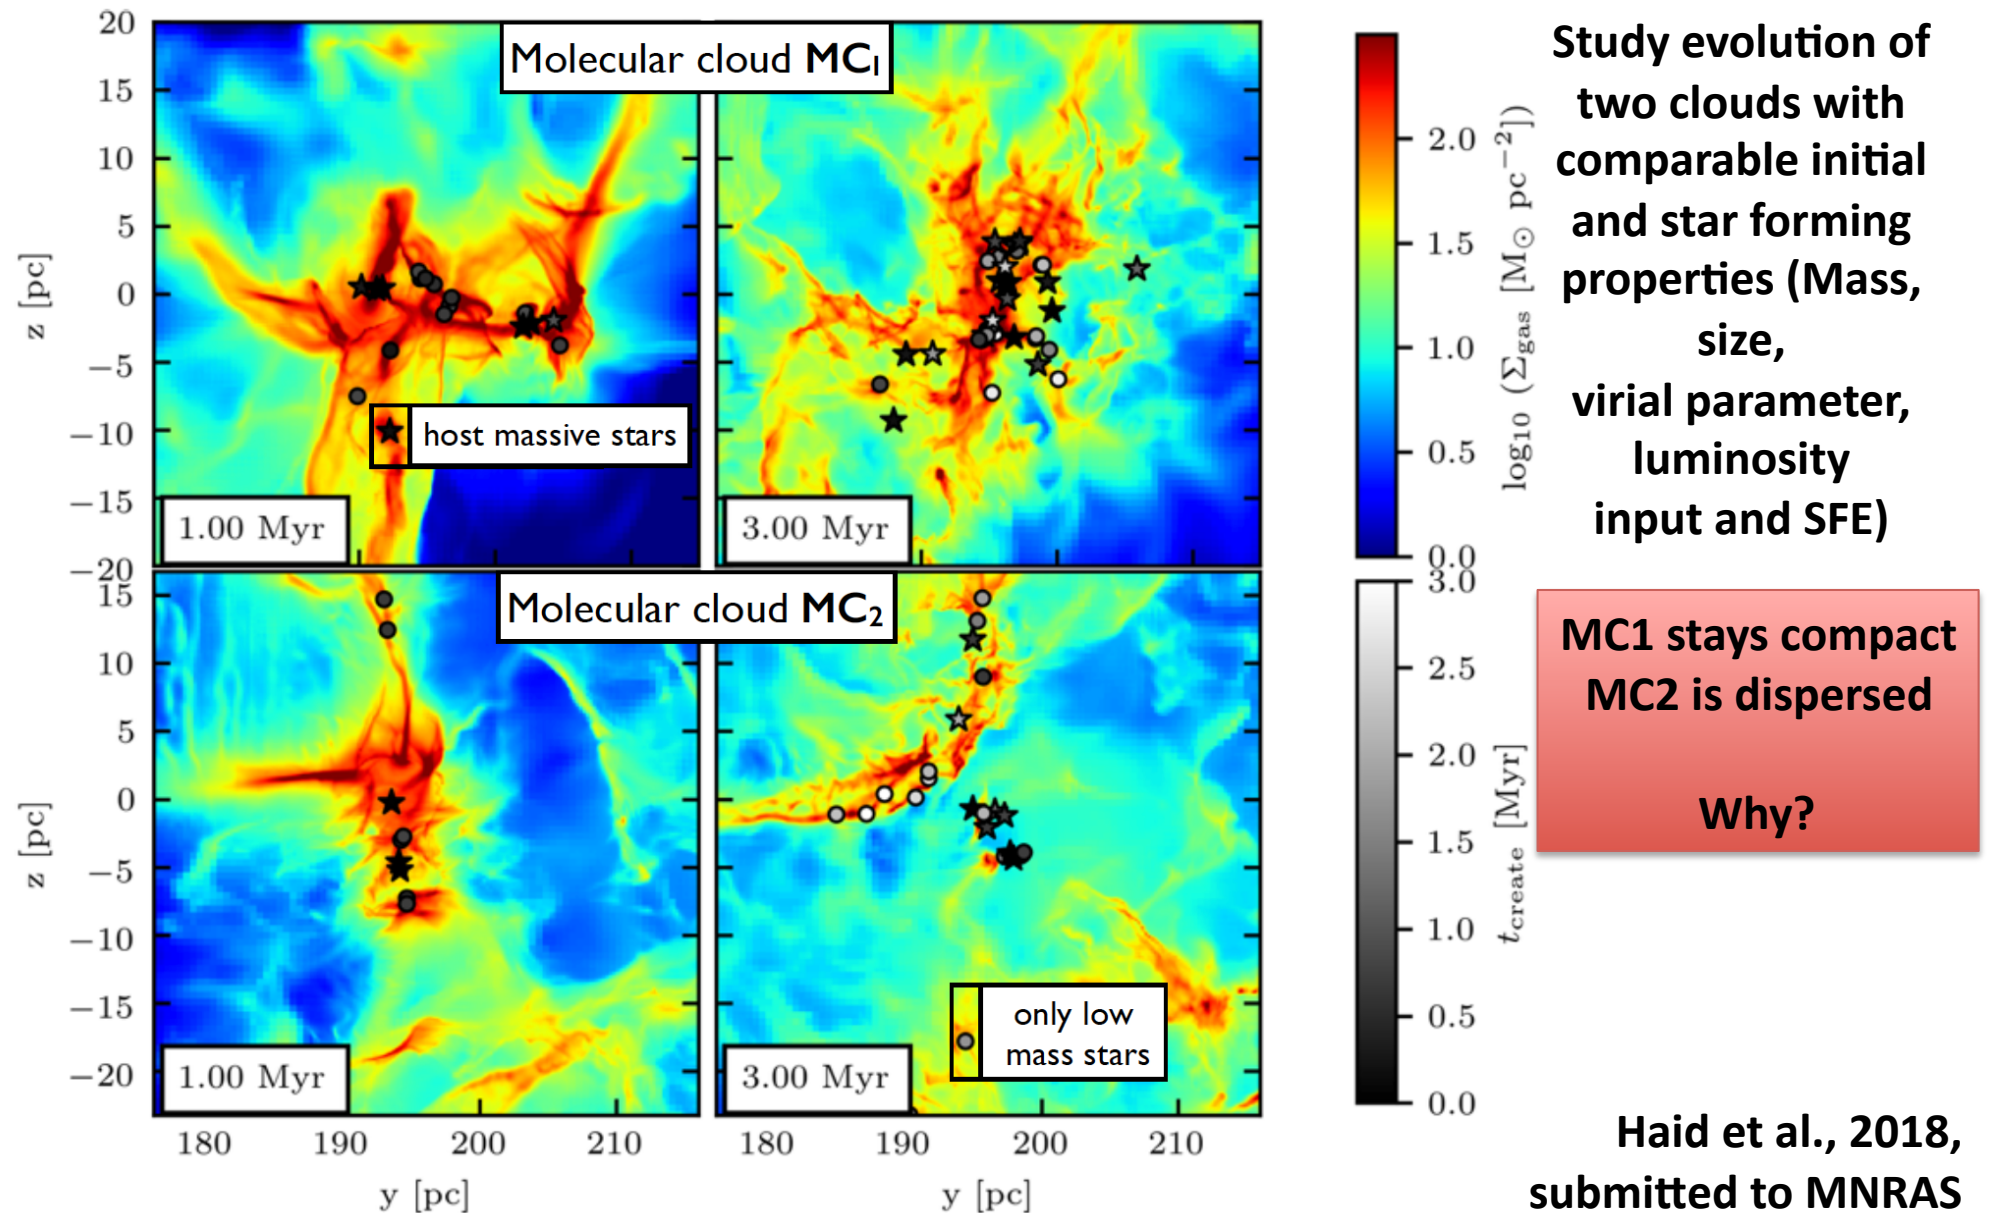 Molecular cloud MC₁
20
15
10
5
0
−5
−10
−15
−20
z [pc]
host massive stars
1.00 Myr
3.00 Myr
2.0
1.5
1.0
0.5
0.0
log₁₀ (Σgas [M⊙ pc⁻²])
Study evolution of
two clouds with
comparable initial
and star forming
properties (Mass,
size,
virial parameter,
luminosity
input and SFE)
Molecular cloud MC₂
15
10
5
0
−5
−10
−15
−20
z [pc]
1.00 Myr
3.00 Myr
only low
mass stars
180 190 200 210
y [pc]
180 190 200 210
y [pc]
3.0
2.5
2.0
1.5
1.0
0.5
0.0
tcreate [Myr]
MC1 stays compact
MC2 is dispersed
Why?
Haid et al., 2018,
submitted to MNRAS